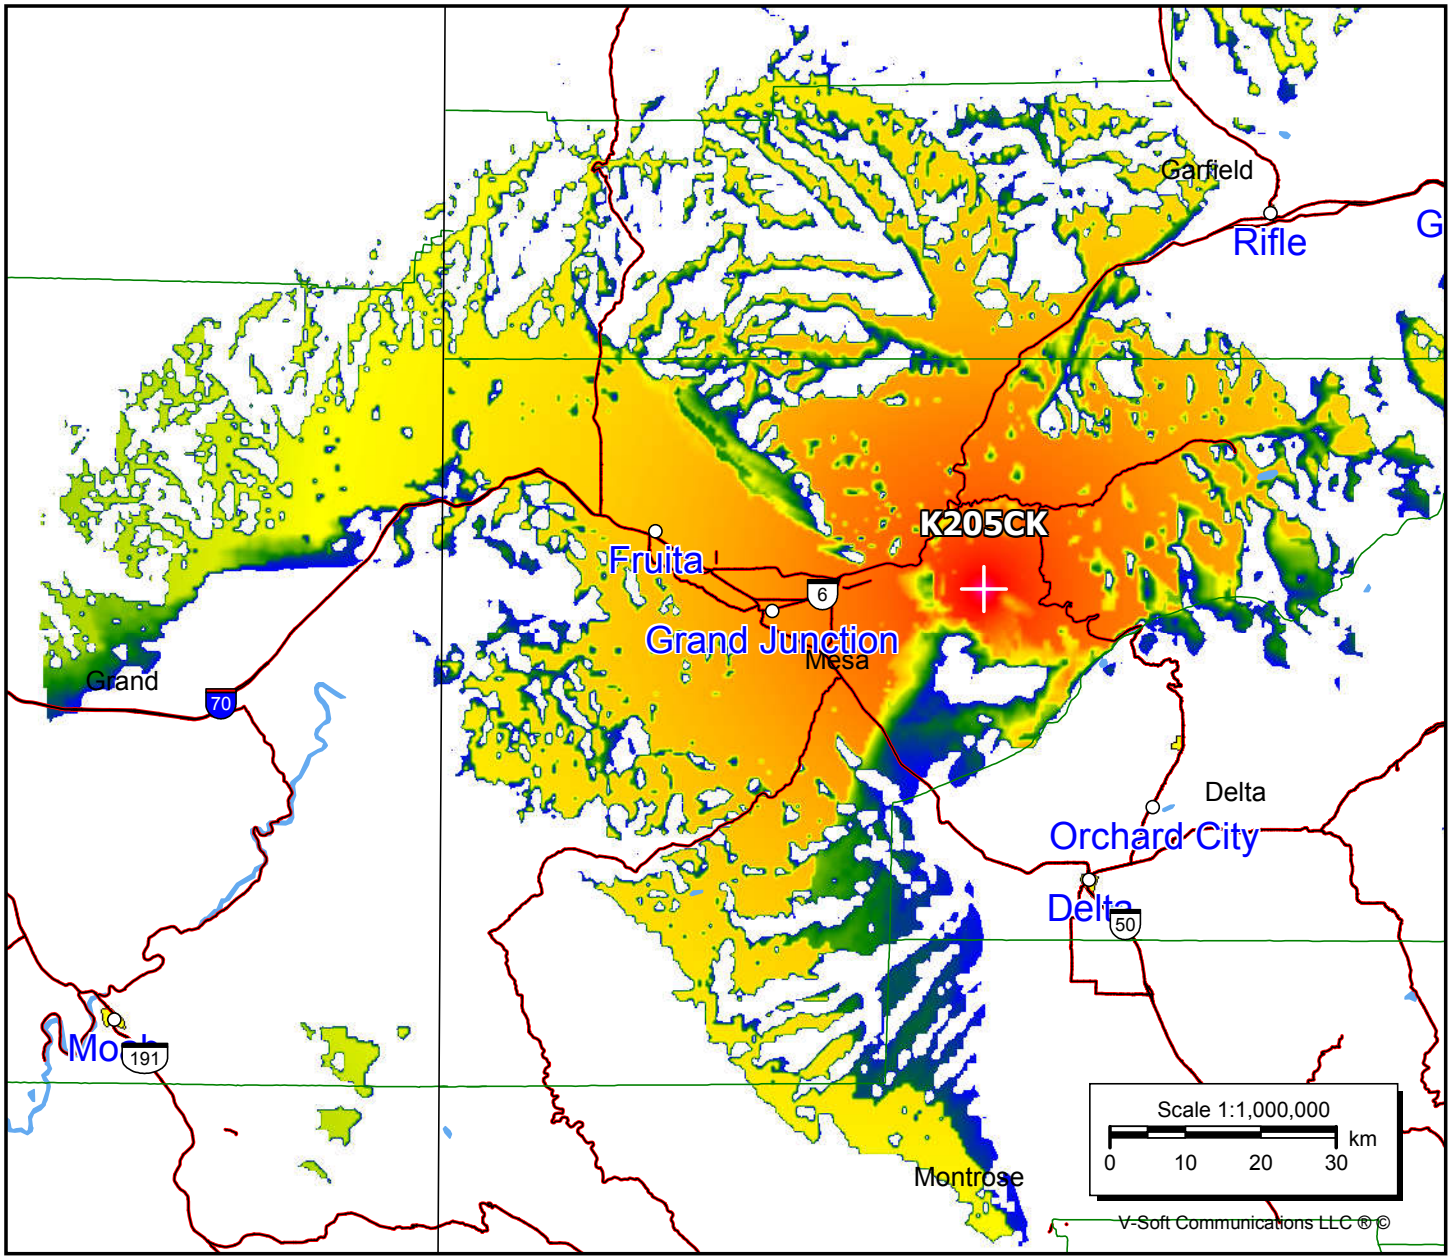 Garfield
G
Rifle
K205CK
Fruita
6
Grand Junction
Mesa
Grand
70
Delta
Orchard City
Delta
50
191
Scale 1:1,000,000
km
0 10 20 30
Montrose
V-Soft Communications LLC ® ©